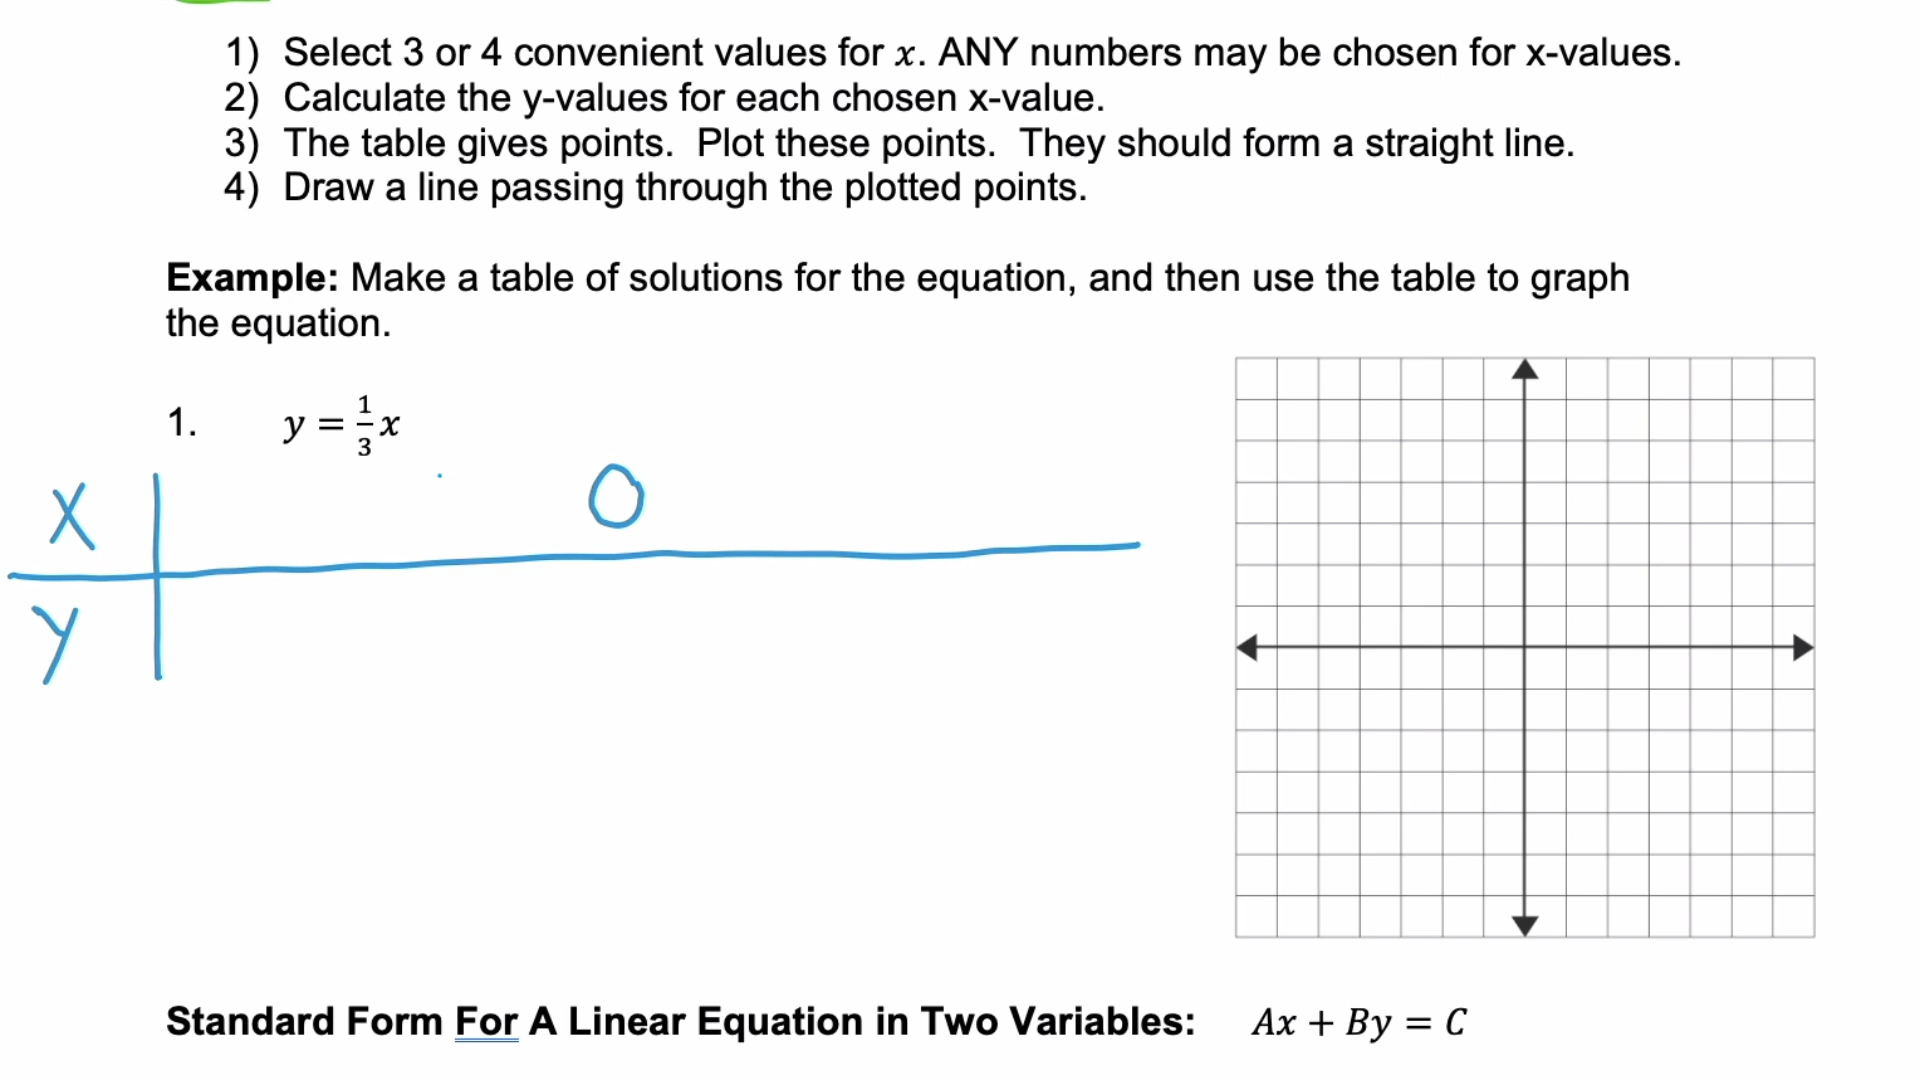 1) Select 3 or 4 convenient values for x. ANY numbers may be chosen for x-values.
2) Calculate the y-values for each chosen x-value.
3) The table gives points. Plot these points. They should form a straight line.
4) Draw a line passing through the plotted points.
Example: Make a table of solutions for the equation, and then use the table to graph
the equation.
1. y = 1/3 x
X 0
Y
Standard Form For A Linear Equation in Two Variables: Ax + By = C